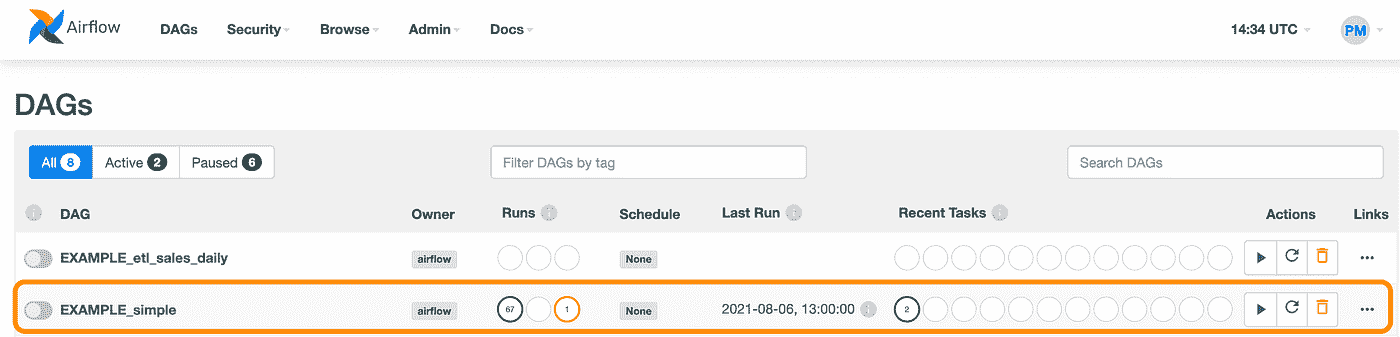 Airflow DAGs Security Browse Admin Docs 14:34 UTC PM
DAGs
All 8 Active 2 Paused 6 Filter DAGs by tag Search DAGs
i DAG Owner Runs i Schedule Last Run i Recent Tasks i Actions Links
EXAMPLE_etl_sales_daily airflow None
EXAMPLE_simple airflow 67 1 None 2021-08-06, 13:00:00 i 2